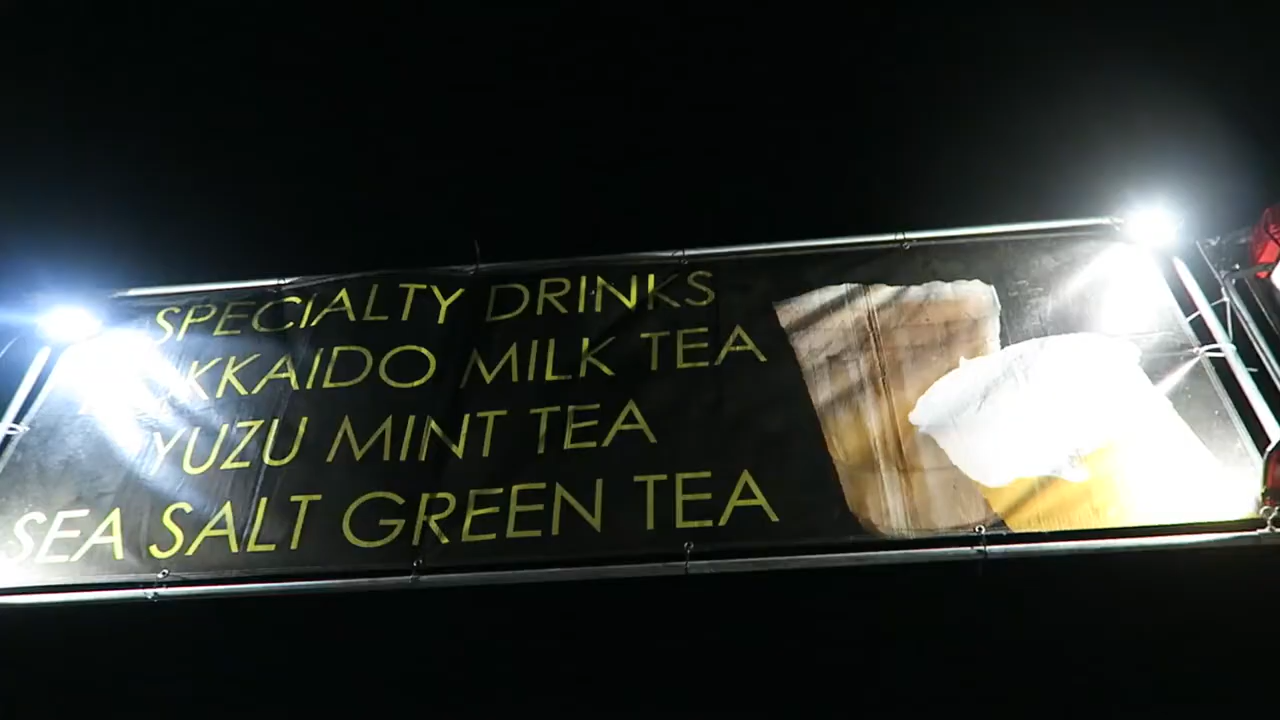 SPECIALTY DRINKS
KKAIDO MILK TEA
YUZU MINT TEA
SEA SALT GREEN TEA